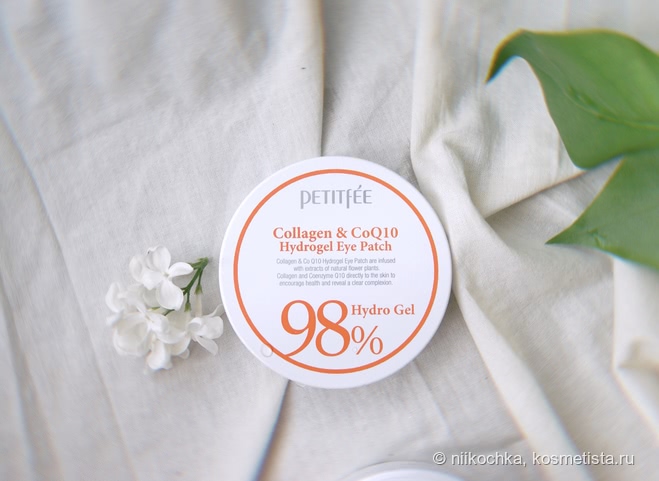 PETITFÉE
Collagen & CoQ10
Hydrogel Eye Patch
Collagen & Co Q10 Hydrogel Eye Patch are infused
with extracts of natural flower plants.
Collagen and Coenzyme Q10 directly to the skin to
encourage health and reveal a clear complexion.
98% Hydro Gel
© niikochka, kosmetista.ru